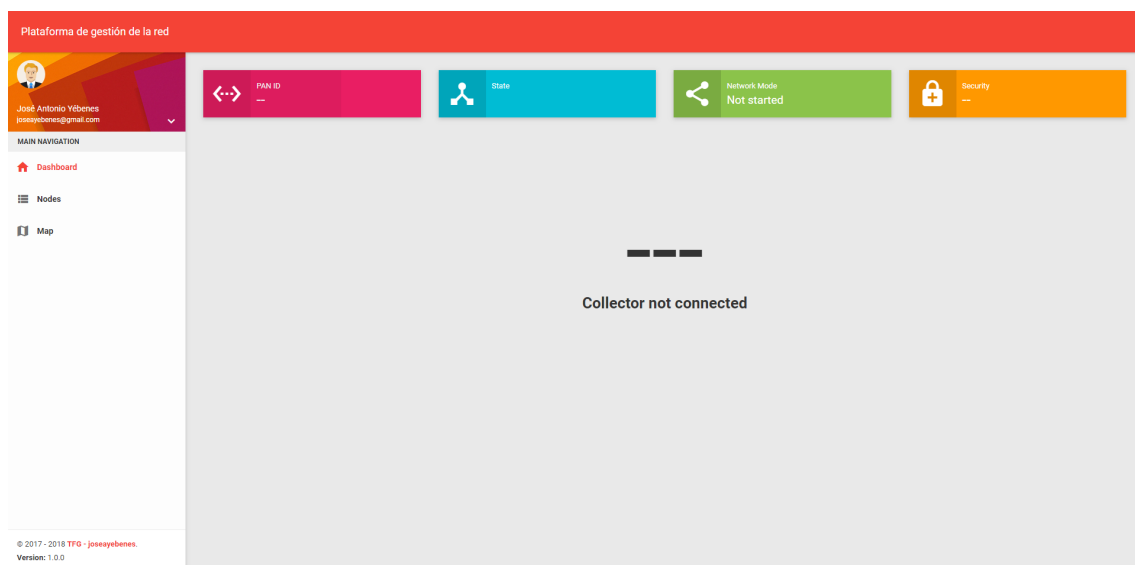 Plataforma de gestión de la red
José Antonio Yébenes
joseayebenes@gmail.com
MAIN NAVIGATION
Dashboard
Nodes
Map
© 2017 - 2018 TFG - joseayebenes.
Version: 1.0.0
PAN ID
--
State
Network Mode
Not started
Security
--
---
Collector not connected